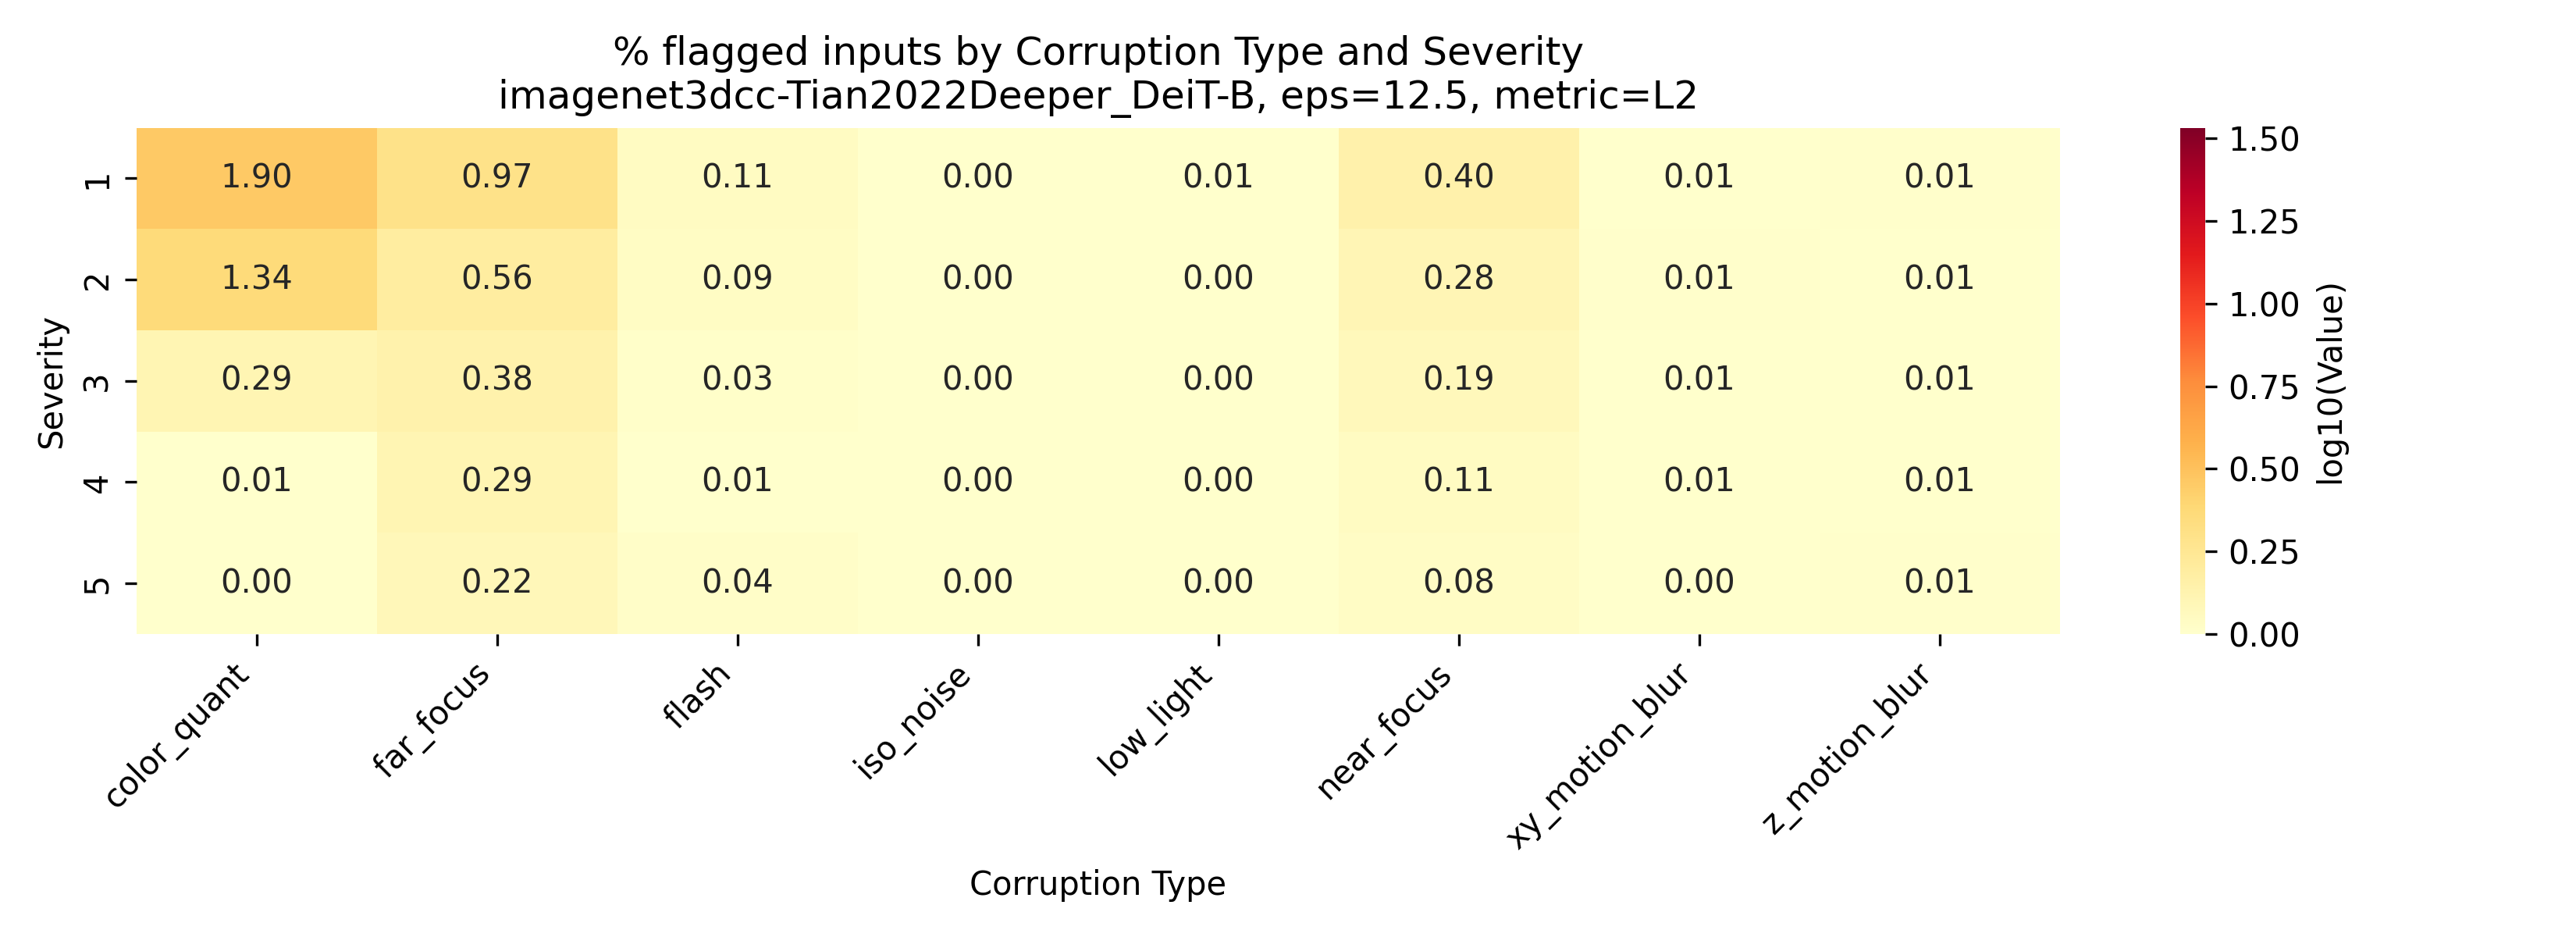 % flagged inputs by Corruption Type and Severity
imagenet3dcc-Tian2022Deeper_DeiT-B, eps=12.5, metric=L2
Severity
1 1.90 0.97 0.11 0.00 0.01 0.40 0.01 0.01
2 1.34 0.56 0.09 0.00 0.00 0.28 0.01 0.01
3 0.29 0.38 0.03 0.00 0.00 0.19 0.01 0.01
4 0.01 0.29 0.01 0.00 0.00 0.11 0.01 0.01
5 0.00 0.22 0.04 0.00 0.00 0.08 0.00 0.01
color_quant far_focus flash iso_noise low_light near_focus xy_motion_blur z_motion_blur
Corruption Type
1.50
1.25
1.00
0.75
0.50
0.25
0.00
log10(Value)